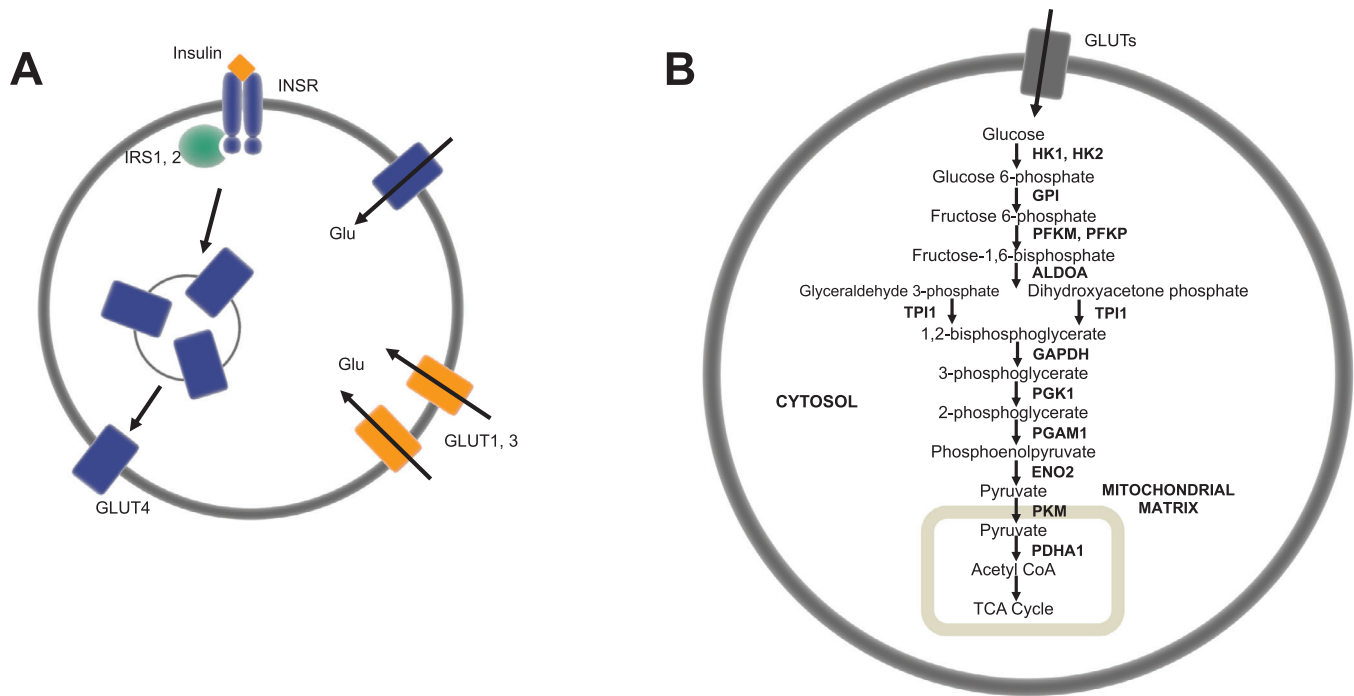 A
Insulin
INSR
IRS1, 2
Glu
Glu
GLUT1, 3
GLUT4
B
GLUTs
Glucose
HK1, HK2
Glucose 6-phosphate
GPI
Fructose 6-phosphate
PFKM, PFKP
Fructose-1,6-bisphosphate
ALDOA
Glyceraldehyde 3-phosphate
Dihydroxyacetone phosphate
TPI1
TPI1
1,2-bisphosphoglycerate
GAPDH
3-phosphoglycerate
PGK1
CYTOSOL
2-phosphoglycerate
PGAM1
Phosphoenolpyruvate
ENO2
Pyruvate
MITOCHONDRIAL
MATRIX
PKM
Pyruvate
PDHA1
Acetyl CoA
TCA Cycle